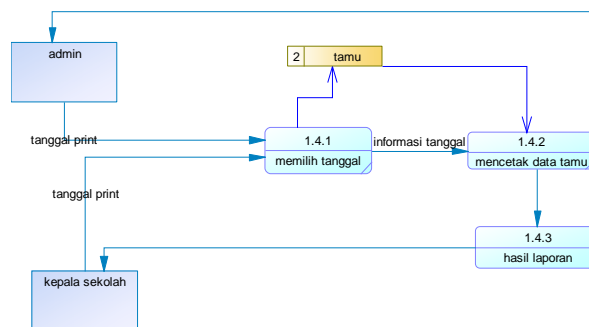 admin
2 tamu
tanggal print
1.4.1
memilih tanggal
informasi tanggal
1.4.2
mencetak data tamu
tanggal print
1.4.3
hasil laporan
kepala sekolah